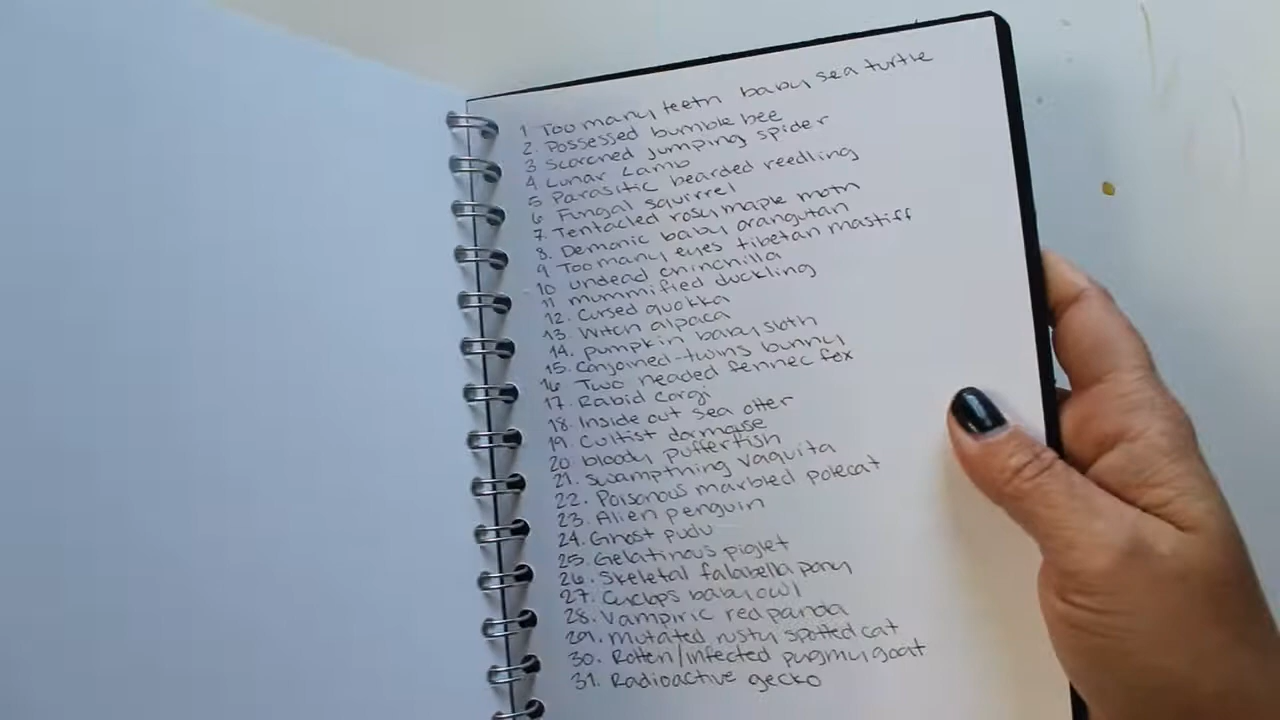 1 Too many teeth baby sea turtle
2. Possessed bumble bee
3 Scorched jumping spider
4 Lunar Lamb
5 Parasitic bearded reedling
6 Fungal squirrel
7. Tentacled rosy maple moth
8. Demonic baby orangutan
9 Too many eyes tibetan mastiff
10 undead chinchilla
11 mummified duckling
12. Cursed quokka
13. Witch alpaca
14. pumpkin baby sloth
15. Conjoined-twins bunny
16 Two headed fennec fox
17. Rabid corgi
18. Inside out sea otter
19. Cultist dormouse
20 bloody pufferfish
21. Swampthing vaquita
22. Poisonous marbled polecat
23. Alien penguin
24. Ghost pudu
25. Gelatinous piglet
26. Skeletal falabella pony
27. Cyclops baby owl
28. Vampiric red panda
29. mutated rusty spotted cat
30. Rotten/infected pygmy goat
31. Radioactive gecko